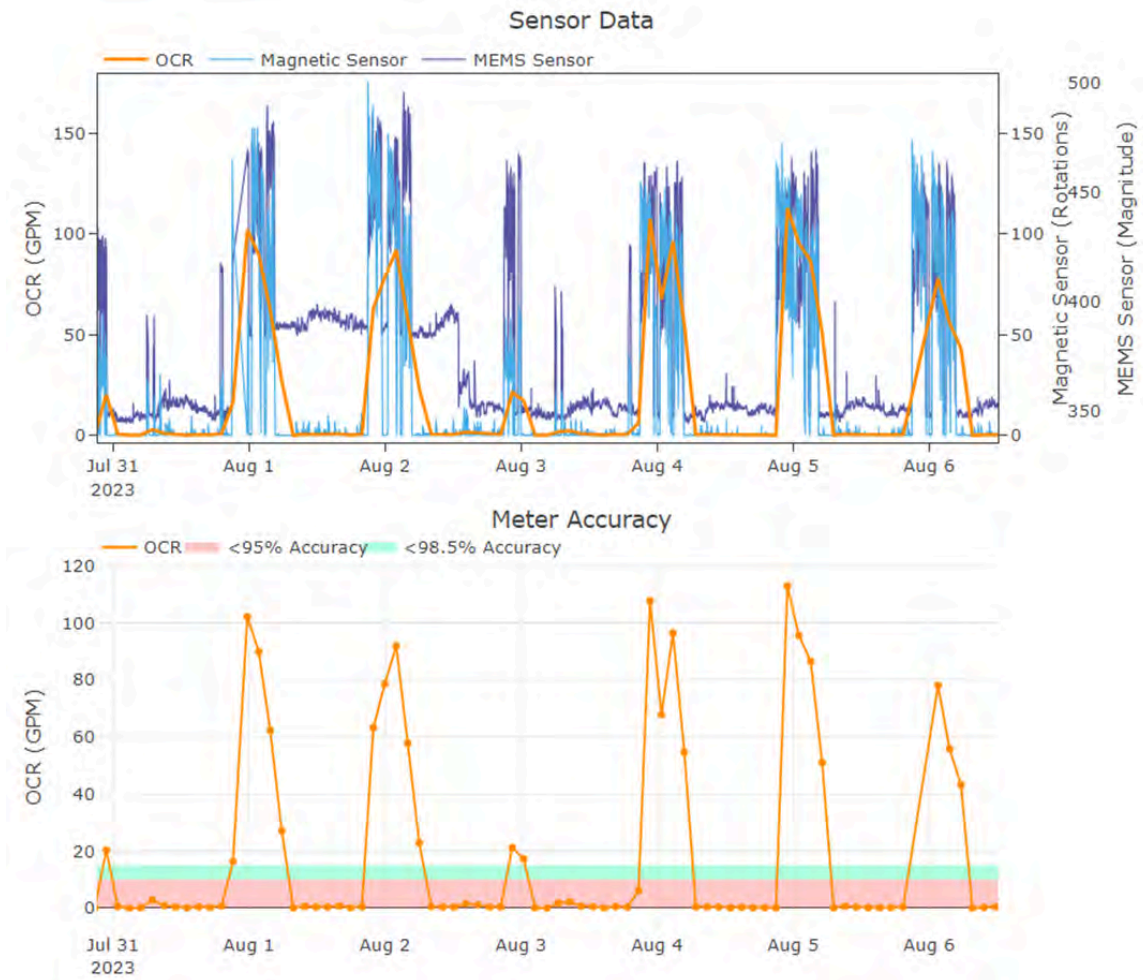 Sensor Data
OCR Magnetic Sensor MEMS Sensor
OCR (GPM)
150
100
50
0
150
100
50
0
Magnetic Sensor (Rotations)
500
450
400
350
MEMS Sensor (Magnitude)
Jul 31 Aug 1 Aug 2 Aug 3 Aug 4 Aug 5 Aug 6
2023
Meter Accuracy
OCR <95% Accuracy <98.5% Accuracy
OCR (GPM)
120
100
80
60
40
20
0
Jul 31 Aug 1 Aug 2 Aug 3 Aug 4 Aug 5 Aug 6
2023